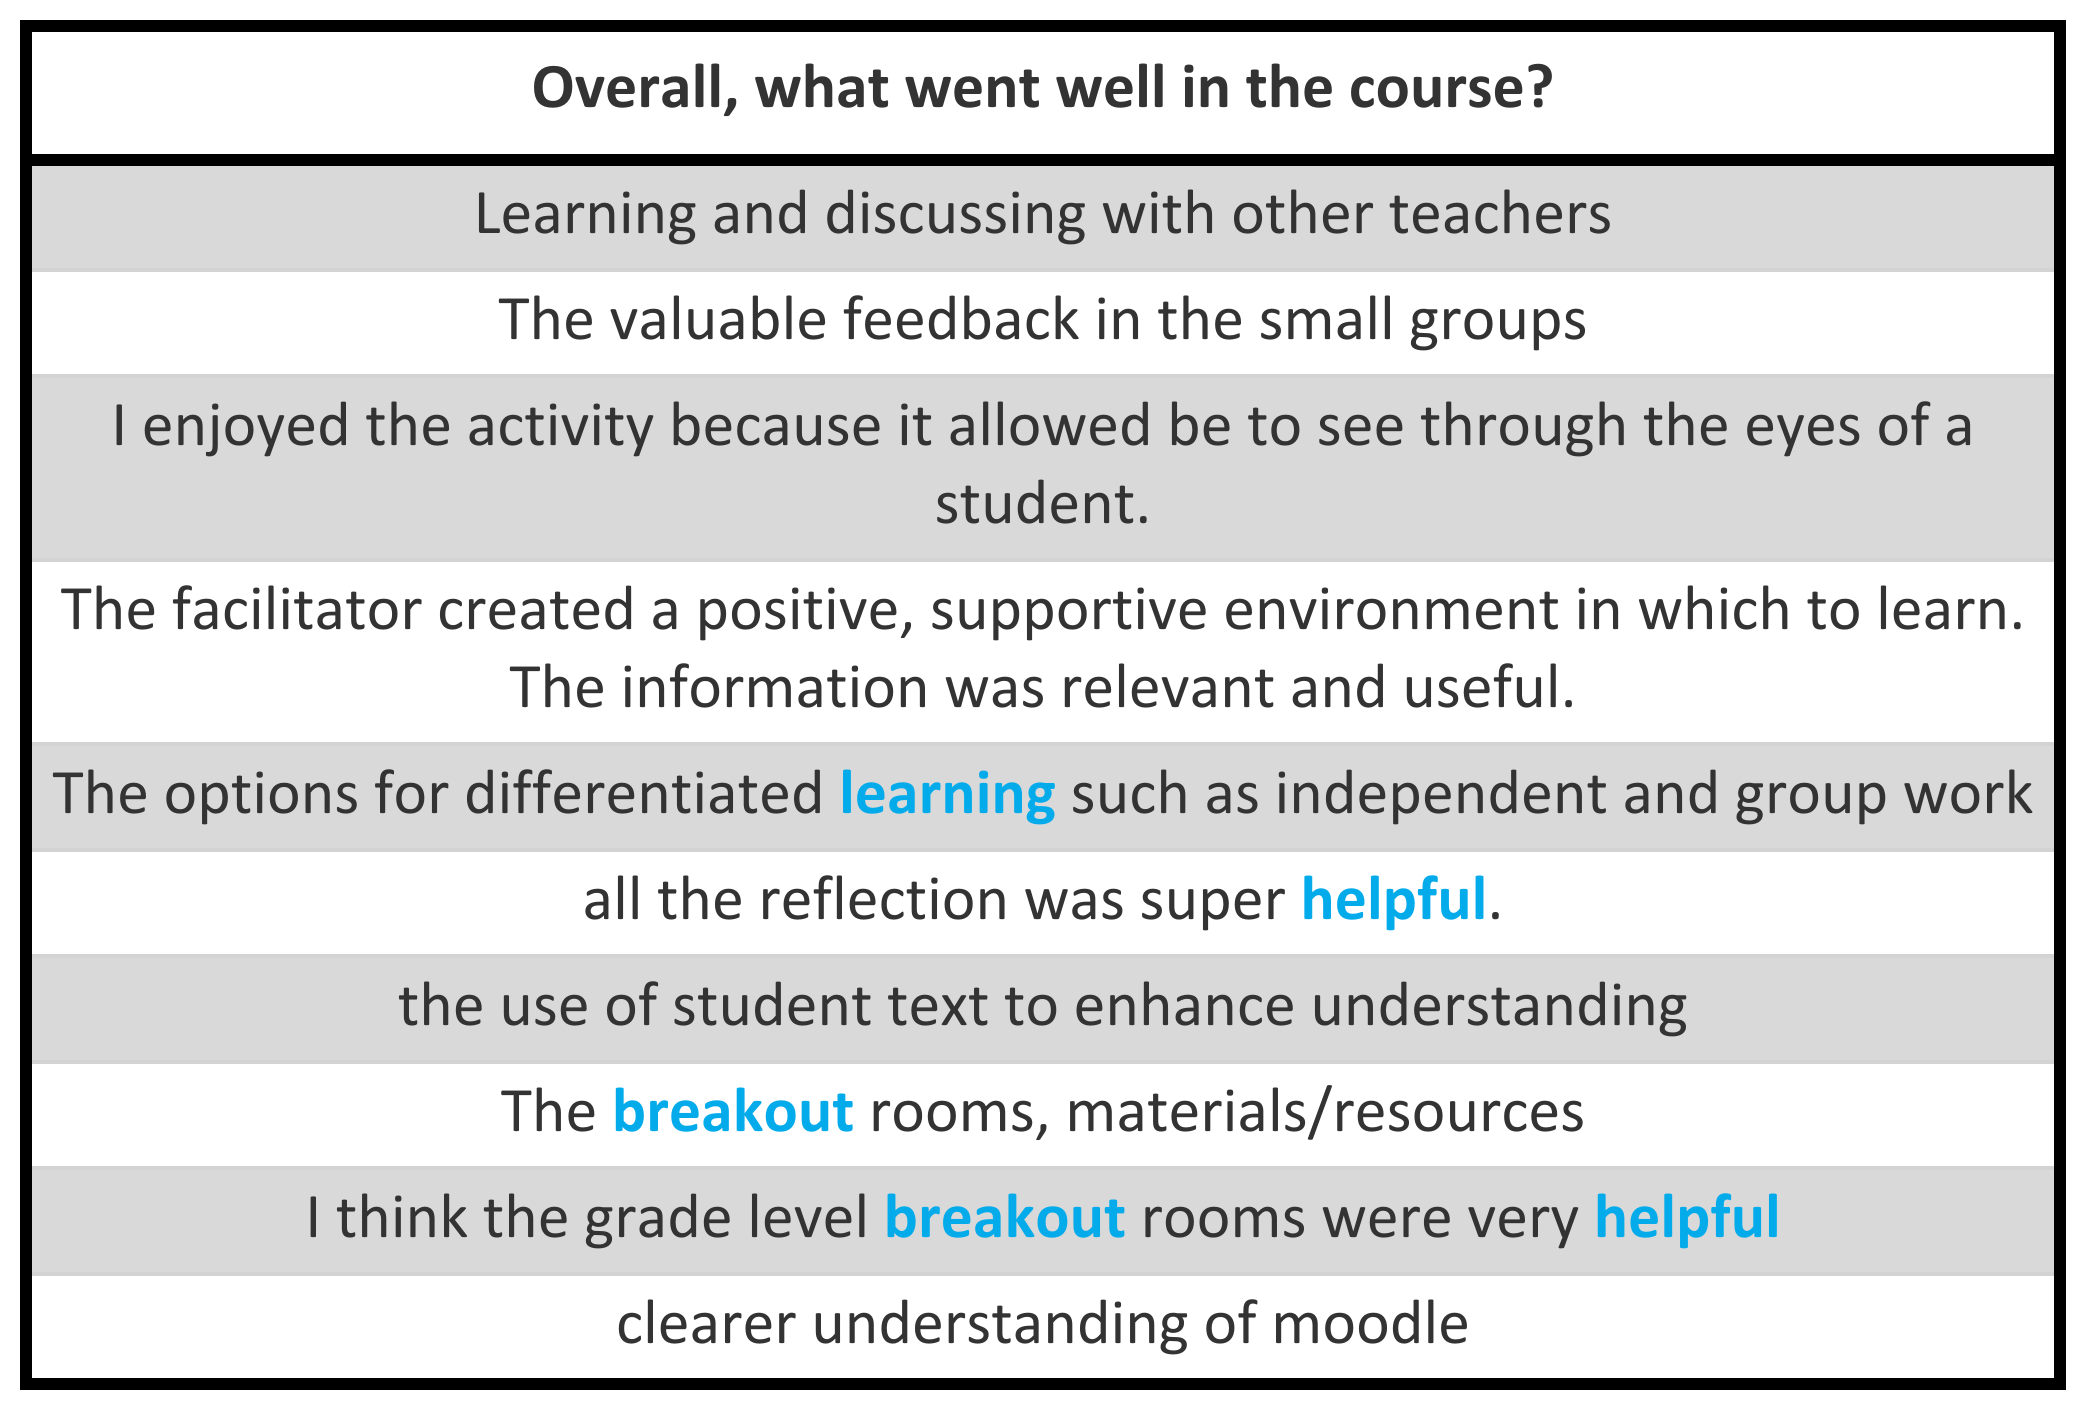 Overall, what went well in the course?
Learning and discussing with other teachers
The valuable feedback in the small groups
I enjoyed the activity because it allowed be to see through the eyes of a
student.
The facilitator created a positive, supportive environment in which to learn.
The information was relevant and useful.
The options for differentiated learning such as independent and group work
all the reflection was super helpful.
the use of student text to enhance understanding
The breakout rooms, materials/resources
I think the grade level breakout rooms were very helpful
clearer understanding of moodle